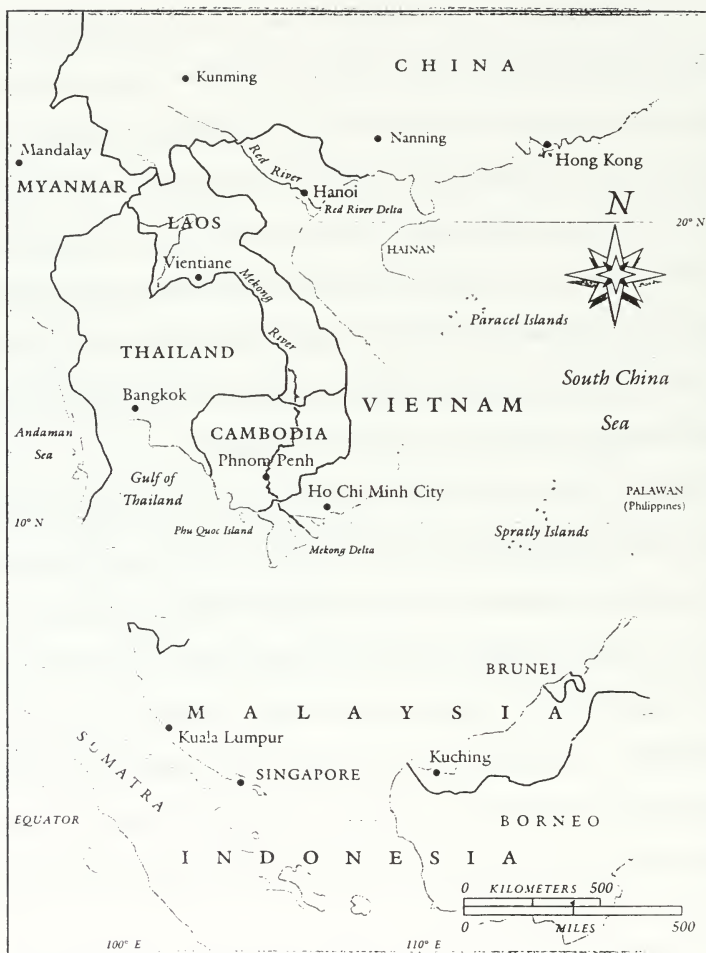 CHINA
Kunming
Nanning
Mandalay
Hong Kong
MYANMAR
Red River
Hanoi
Red River Delta
N
20° N
LAOS
HAINAN
Vientiane
Mekong
River
Paracel Islands
THAILAND
South China
Sea
Bangkok
VIETNAM
CAMBODIA
Andaman
Sea
Phnom Penh
Gulf of
Thailand
Ho Chi Minh City
PALAWAN
(Philippines)
10° N
Phu Quoc Island
Spratly Islands
Mekong Delta
BRUNEI
MALAYSIA
Kuala Lumpur
SUMATRA
Kuching
SINGAPORE
EQUATOR
BORNEO
INDONESIA
0 KILOMETERS 500
0 MILES 500
100° E
110° E